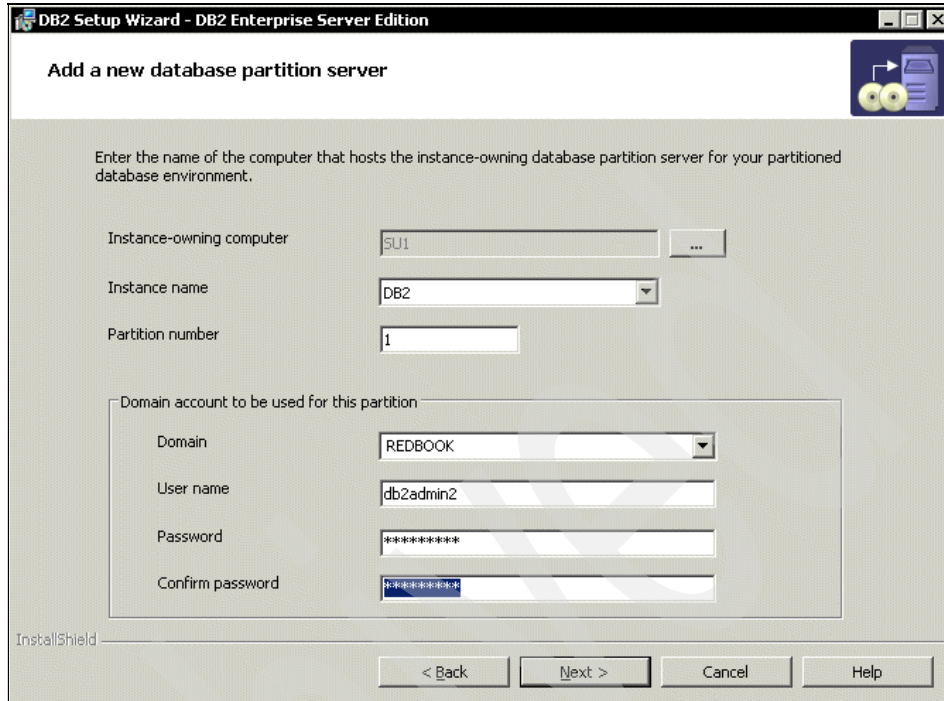 DB2 Setup Wizard - DB2 Enterprise Server Edition
Add a new database partition server
Enter the name of the computer that hosts the instance-owning database partition server for your partitioned
database environment.
Instance-owning computer SU1 ...
Instance name DB2
Partition number 1
Domain account to be used for this partition
Domain REDBOOK
User name db2admin2
Password *********
Confirm password *********
InstallShield
< Back Next > Cancel Help